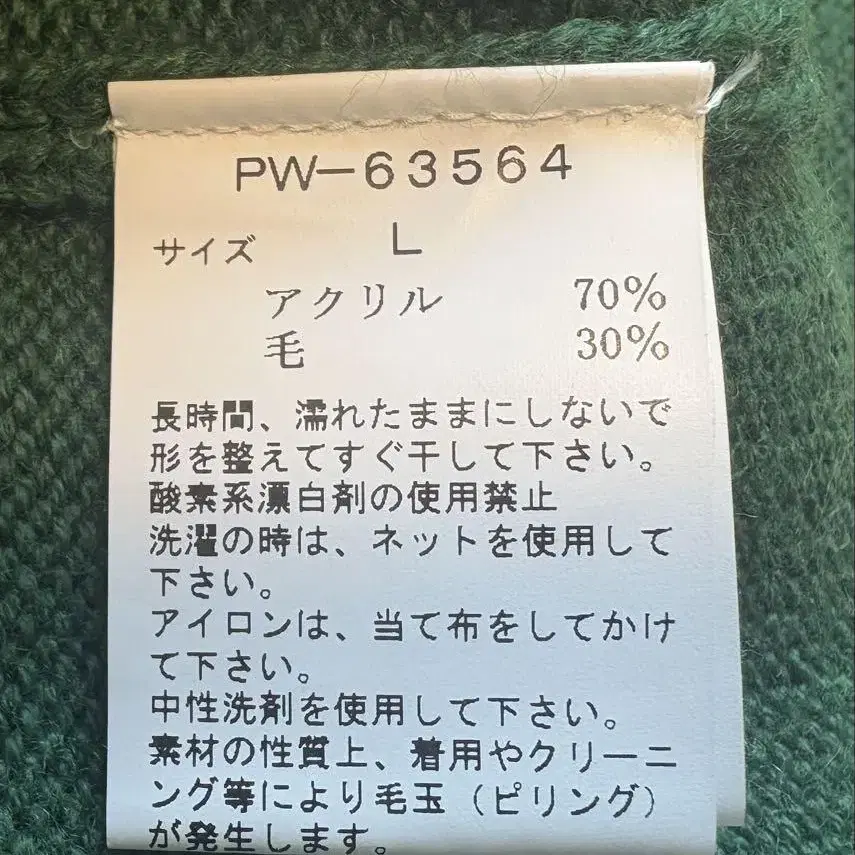 PW-63564
サイズ L
アクリル 70%
毛 30%
長時間、濡れたままにしないで
形を整えてすぐ干して下さい。
酸素系漂白剤の使用禁止
洗濯の時は、ネットを使用して
下さい。
アイロンは、当て布をしてかけ
て下さい。
中性洗剤を使用して下さい。
素材の性質上、着用やクリーニ
ング等により毛玉（ピリング）
が発生します。